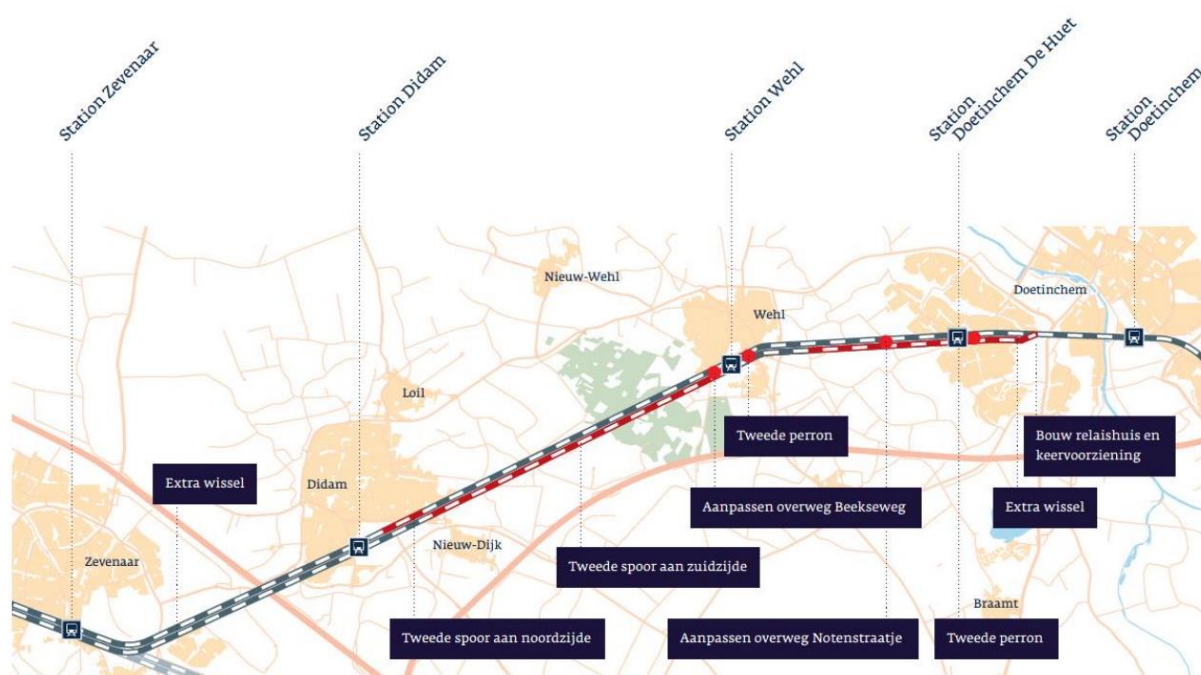 Station Zevenaar
Station Didam
Station Wehl
Station
Doetinchem De Huet
Station
Doetinchem
Nieuw-Wehl
Doetinchem
Wehl
Loil
Tweede perron
Bouw relaishuis en
keervoorziening
Extra wissel
Didam
Aanpassen overweg Beekseweg
Extra wissel
Nieuw-Dijk
Zevenaar
Tweede spoor aan zuidzijde
Braamt
Tweede spoor aan noordzijde
Aanpassen overweg Notenstraatje
Tweede perron